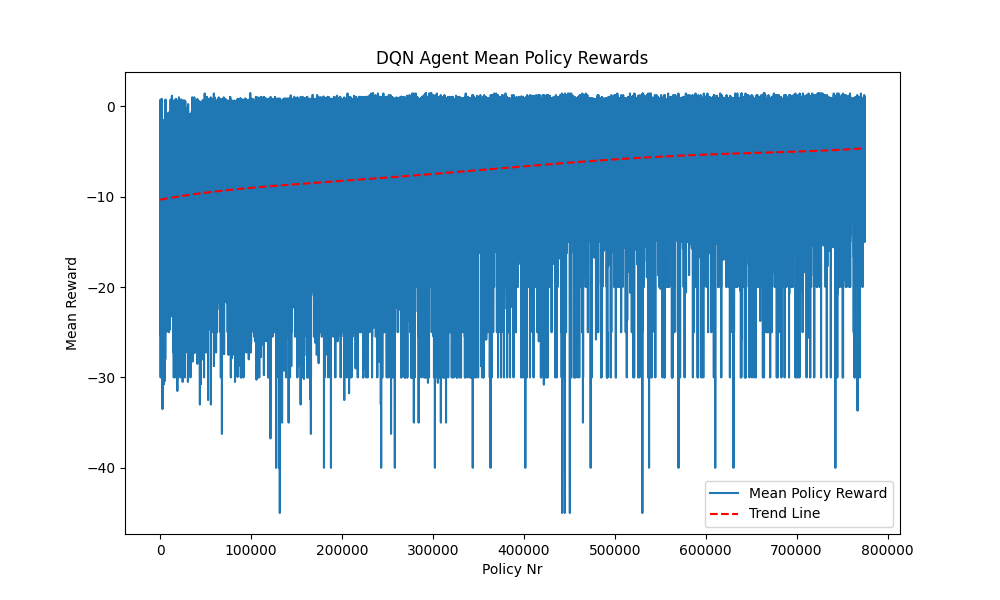 DQN Agent Mean Policy Rewards
0
−10
−20
−30
−40
Mean Reward
0
100000
200000
300000
400000
500000
600000
700000
800000
Policy Nr
Mean Policy Reward
Trend Line